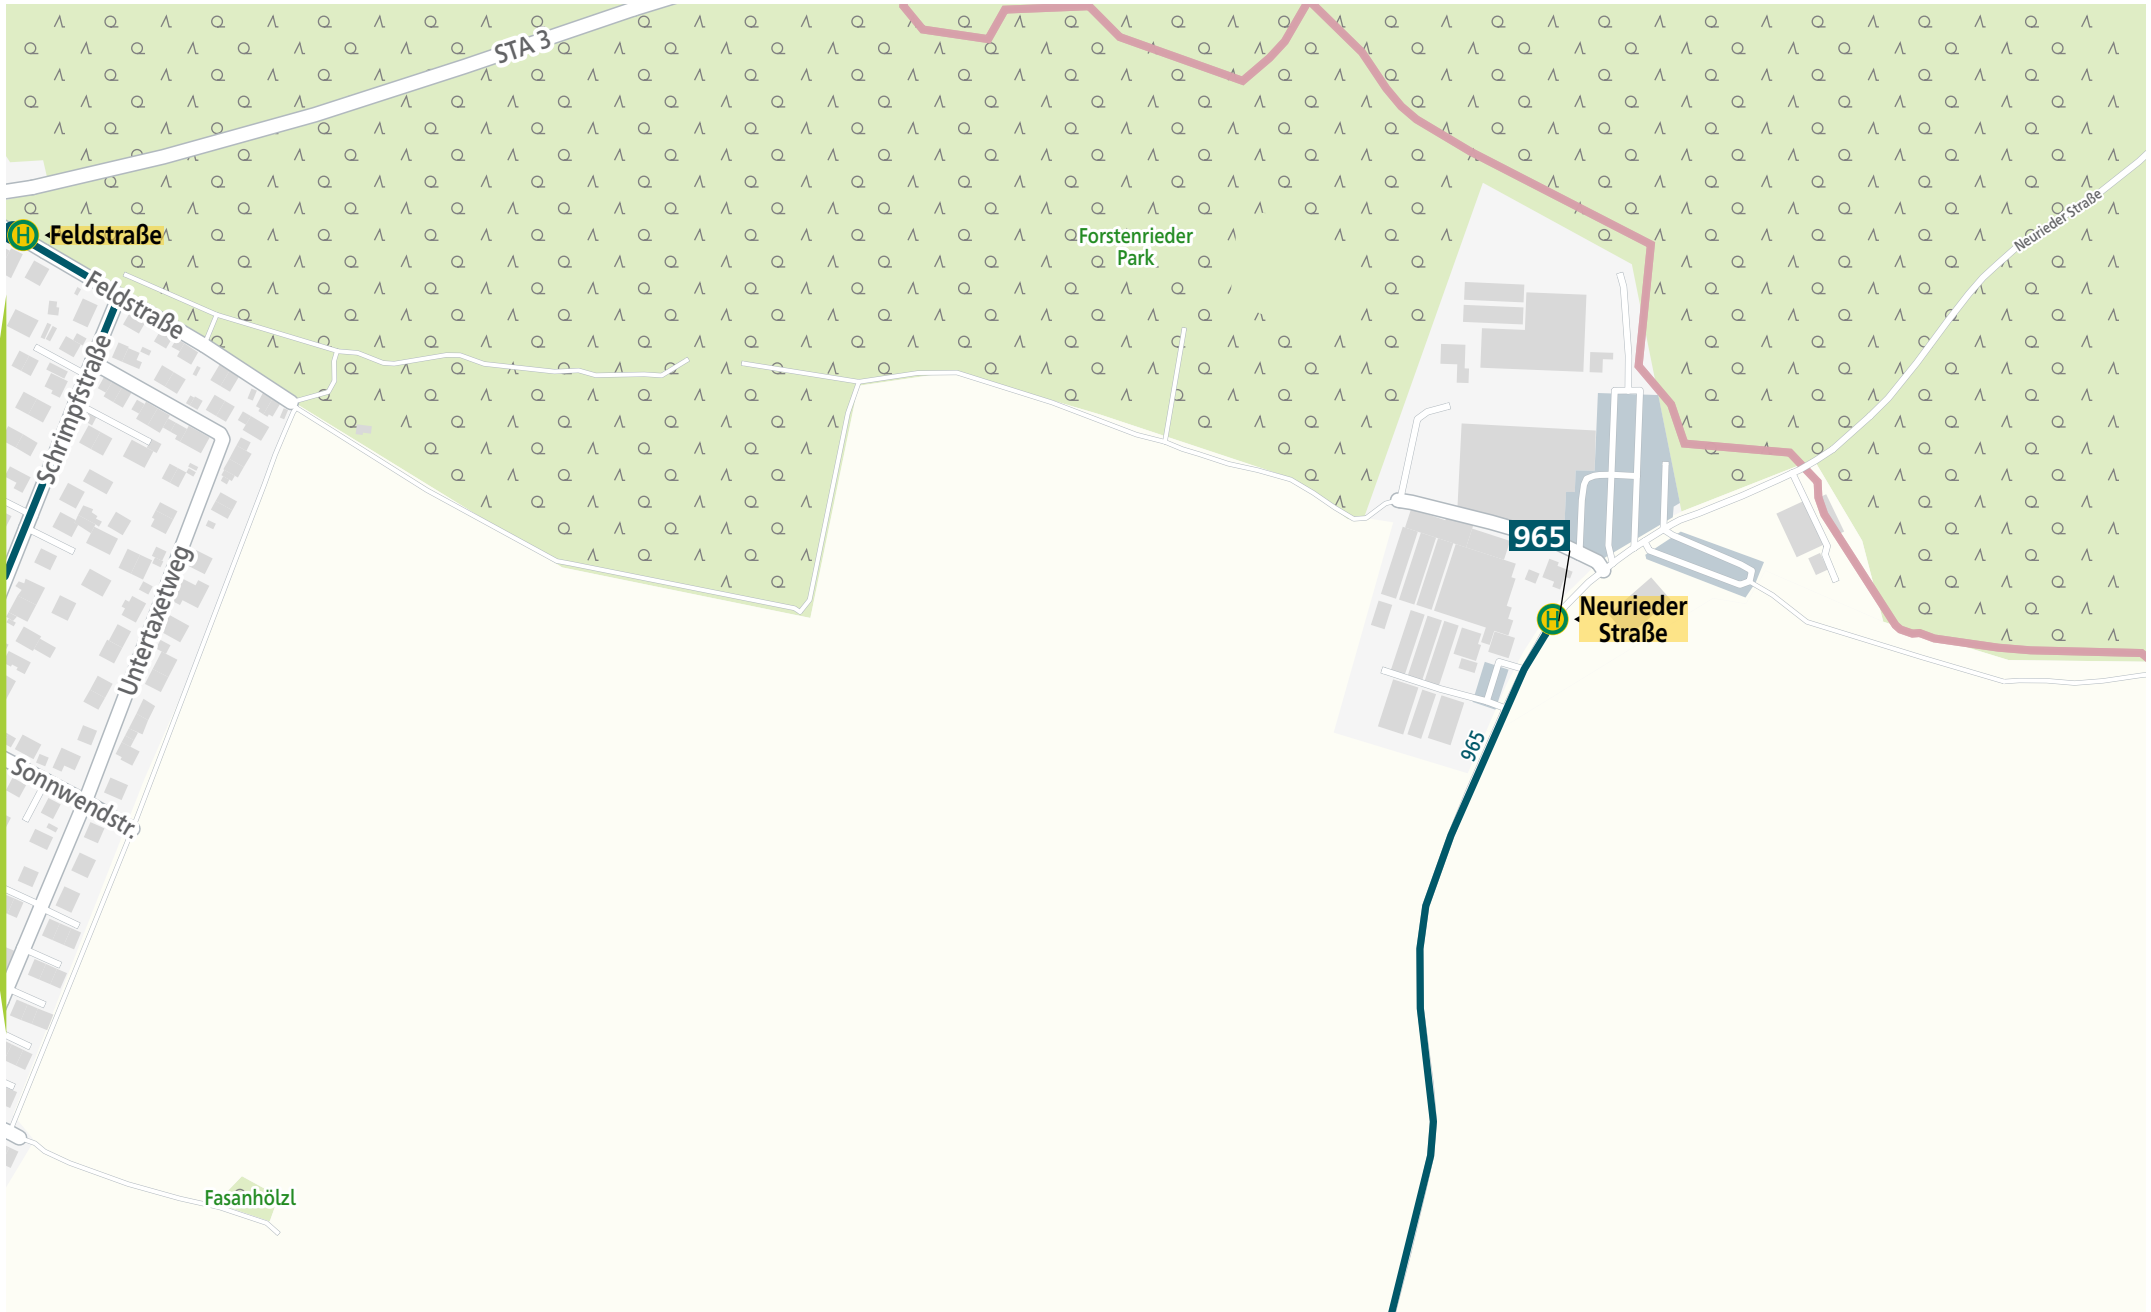 STA 3
Neurieder Straße
H
Feldstraße
Forstenrieder
Park
Feldstraße
Schrimpfstraße
965
H
Neurieder
Straße
Untertaxetweg
965
Sonnwendstr.
Fasanhölzl